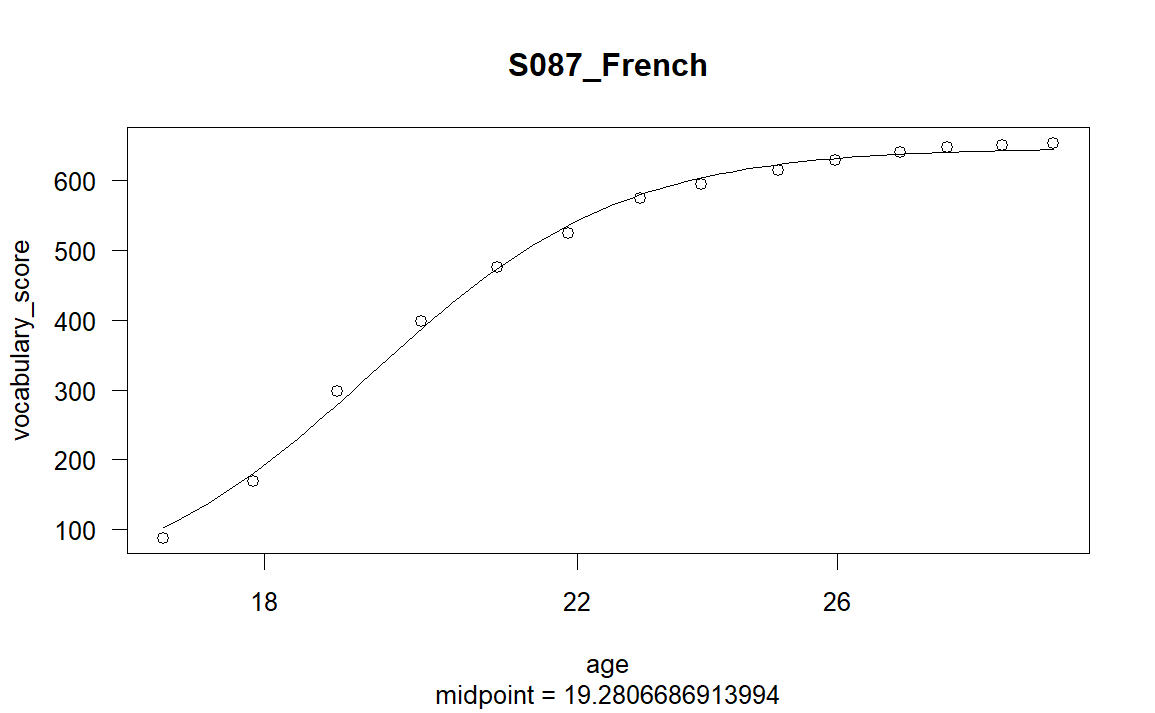 S087_French
vocabulary_score
600
500
400
300
200
100
18 22 26
age
midpoint = 19.2806686913994